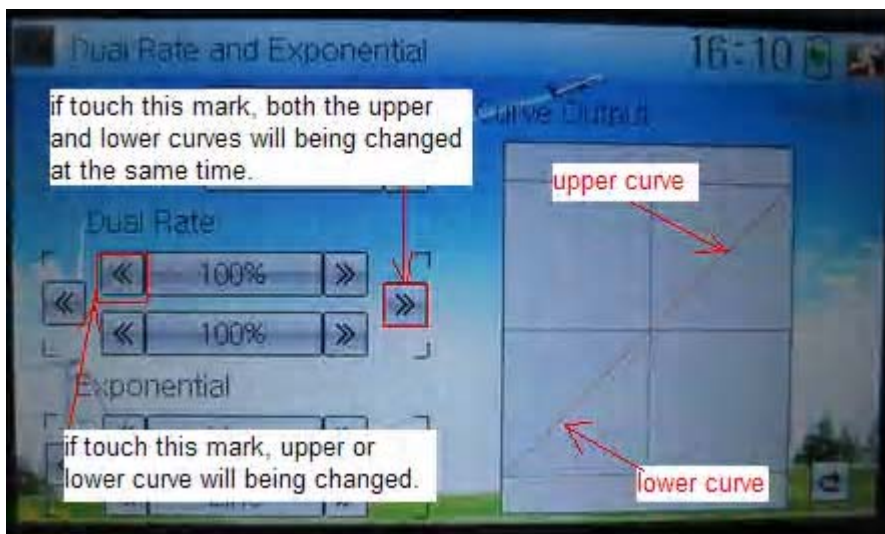 Dual Rate and Exponential
16:10
if touch this mark, both the upper
and lower curves will being changed
at the same time.
Curve Output
upper curve
Dual Rate
100%
100%
Exponential
if touch this mark, upper or
lower curve will being changed.
lower curve